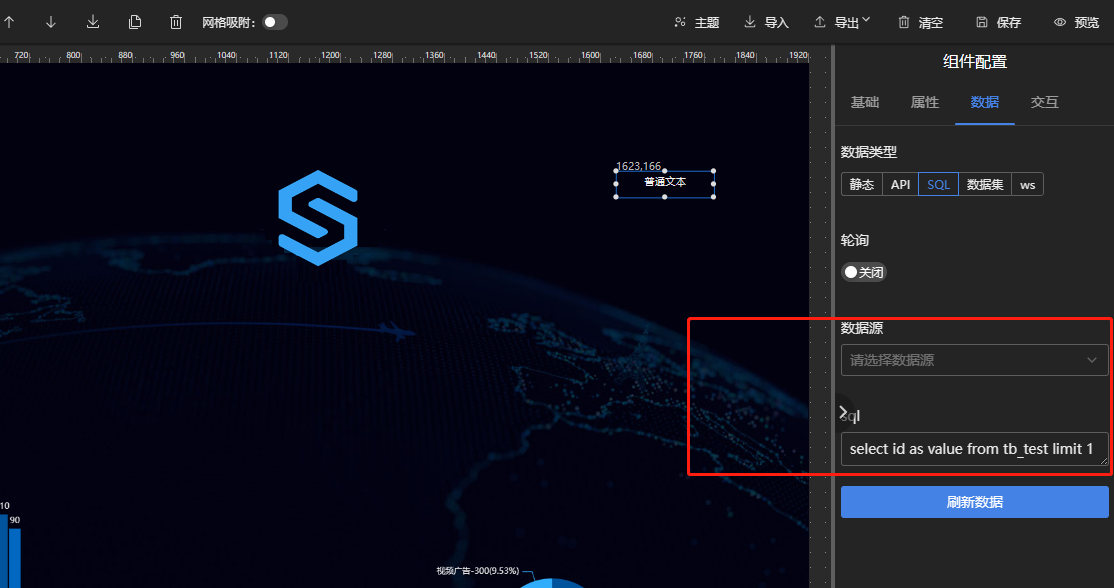 网格吸附: 主题 导入 导出 清空 保存 预览
720 800 880 960 1040 1120 1200 1280 1360 1440 1520 1600 1680 1760 1840 1920
组件配置
基础 属性 数据 交互
数据类型
1623,166
普通文本
静态 API SQL 数据集 ws
轮询
关闭
数据源
请选择数据源
sql
select id as value from tb_test limit 1
刷新数据
10
90
视频广告-300(9.53%)